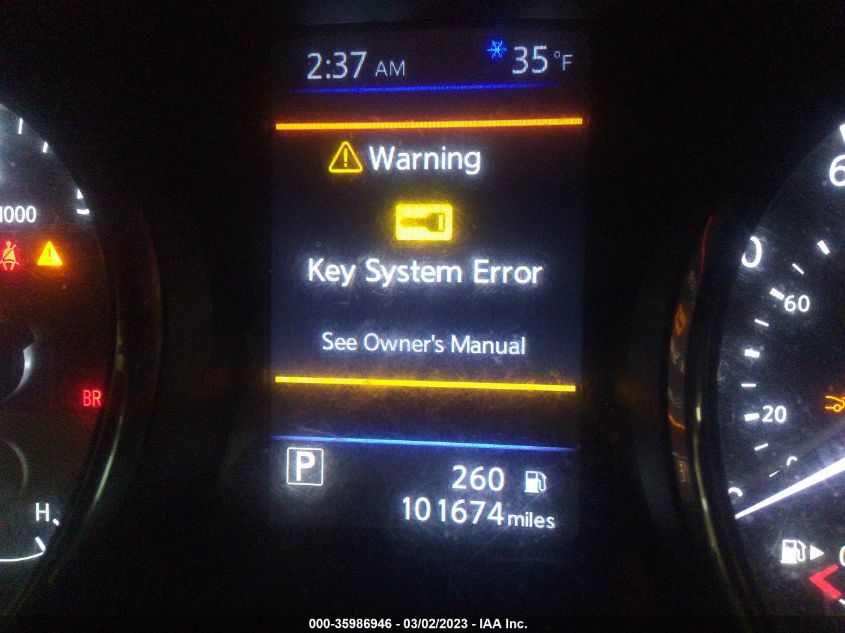 2:37 AM 35°F
Warning
Key System Error
See Owner's Manual
P 260
101674 miles
1000
BR
H
60
20
0
000-35986946 - 03/02/2023 - IAA Inc.